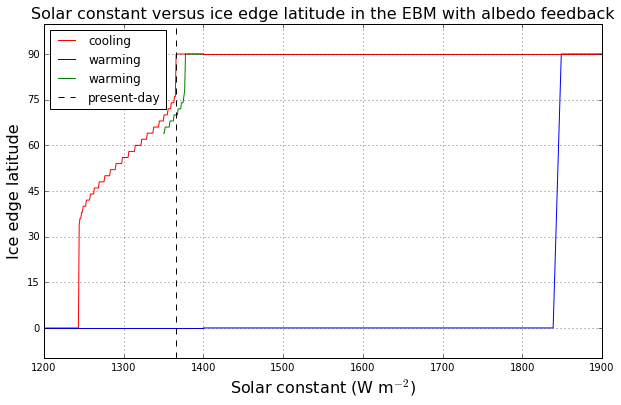 Solar constant versus ice edge latitude in the EBM with albedo feedback
cooling
warming
warming
present-day
90
75
60
45
30
15
0
Ice edge latitude
1200 1300 1400 1500 1600 1700 1800 1900
Solar constant (W m⁻²)